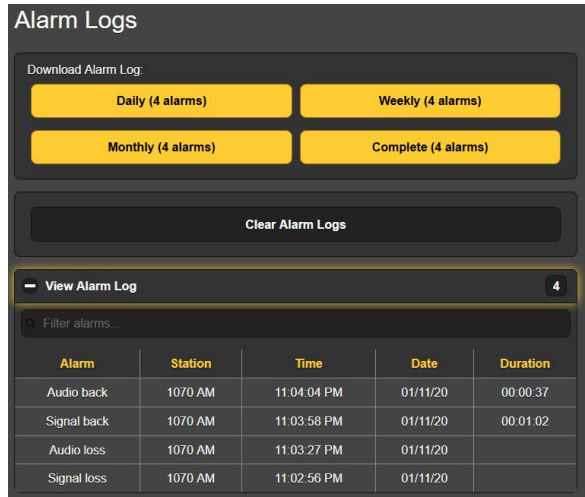 Alarm Logs
Download Alarm Log:
Daily (4 alarms) Weekly (4 alarms)
Monthly (4 alarms) Complete (4 alarms)
Clear Alarm Logs
View Alarm Log 4
Filter alarms...
Alarm Station Time Date Duration
Audio back 1070 AM 11:04:04 PM 01/11/20 00:00:37
Signal back 1070 AM 11:03:58 PM 01/11/20 00:01:02
Audio loss 1070 AM 11:03:27 PM 01/11/20
Signal loss 1070 AM 11:02:56 PM 01/11/20